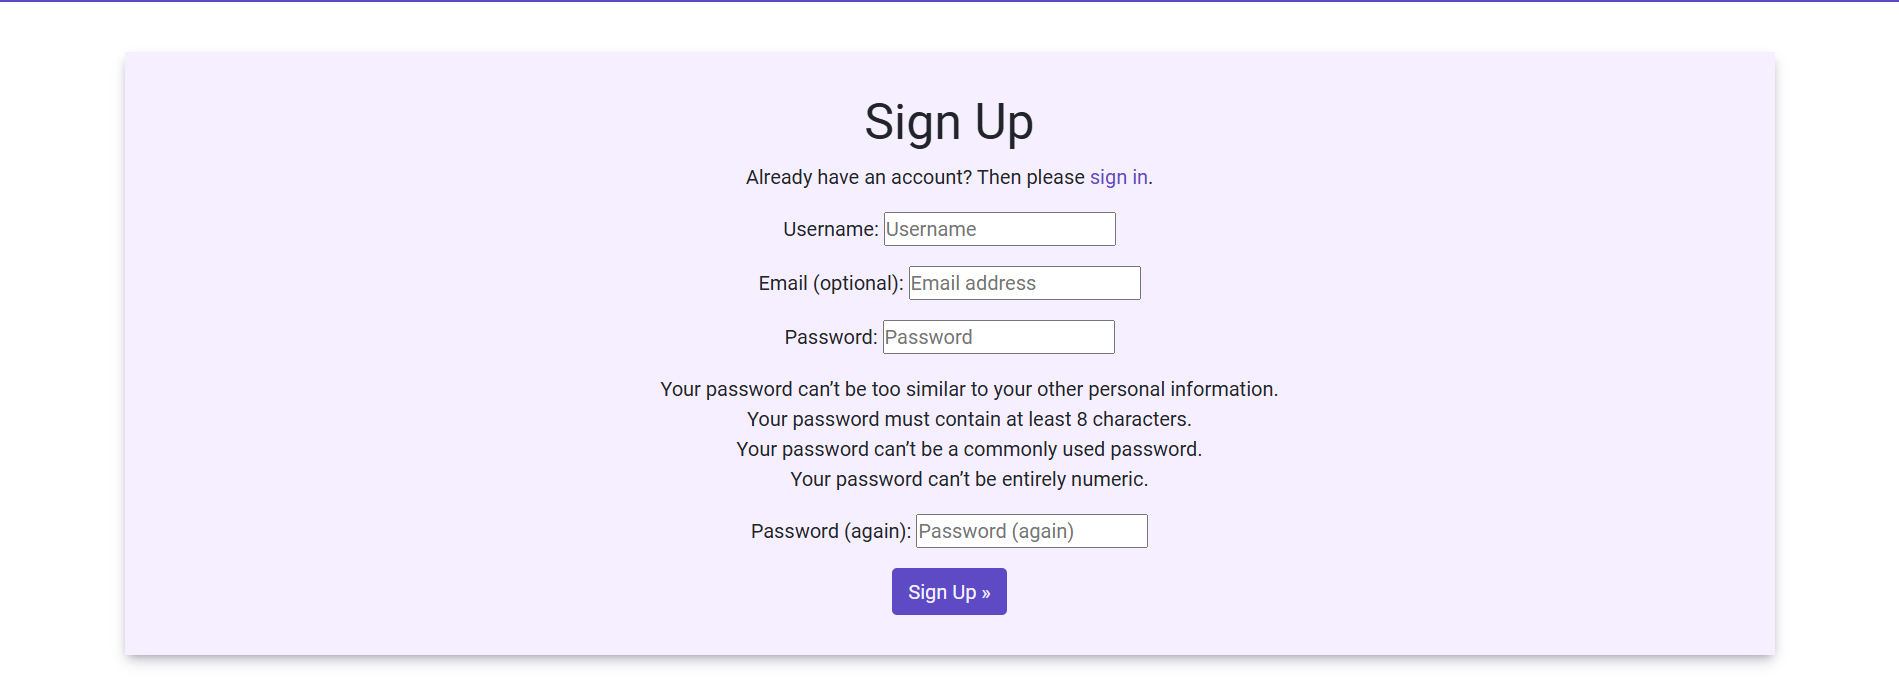 Sign Up
Already have an account? Then please sign in.
Username: Username
Email (optional): Email address
Password: Password
Your password can’t be too similar to your other personal information.
Your password must contain at least 8 characters.
Your password can’t be a commonly used password.
Your password can’t be entirely numeric.
Password (again): Password (again)
Sign Up »